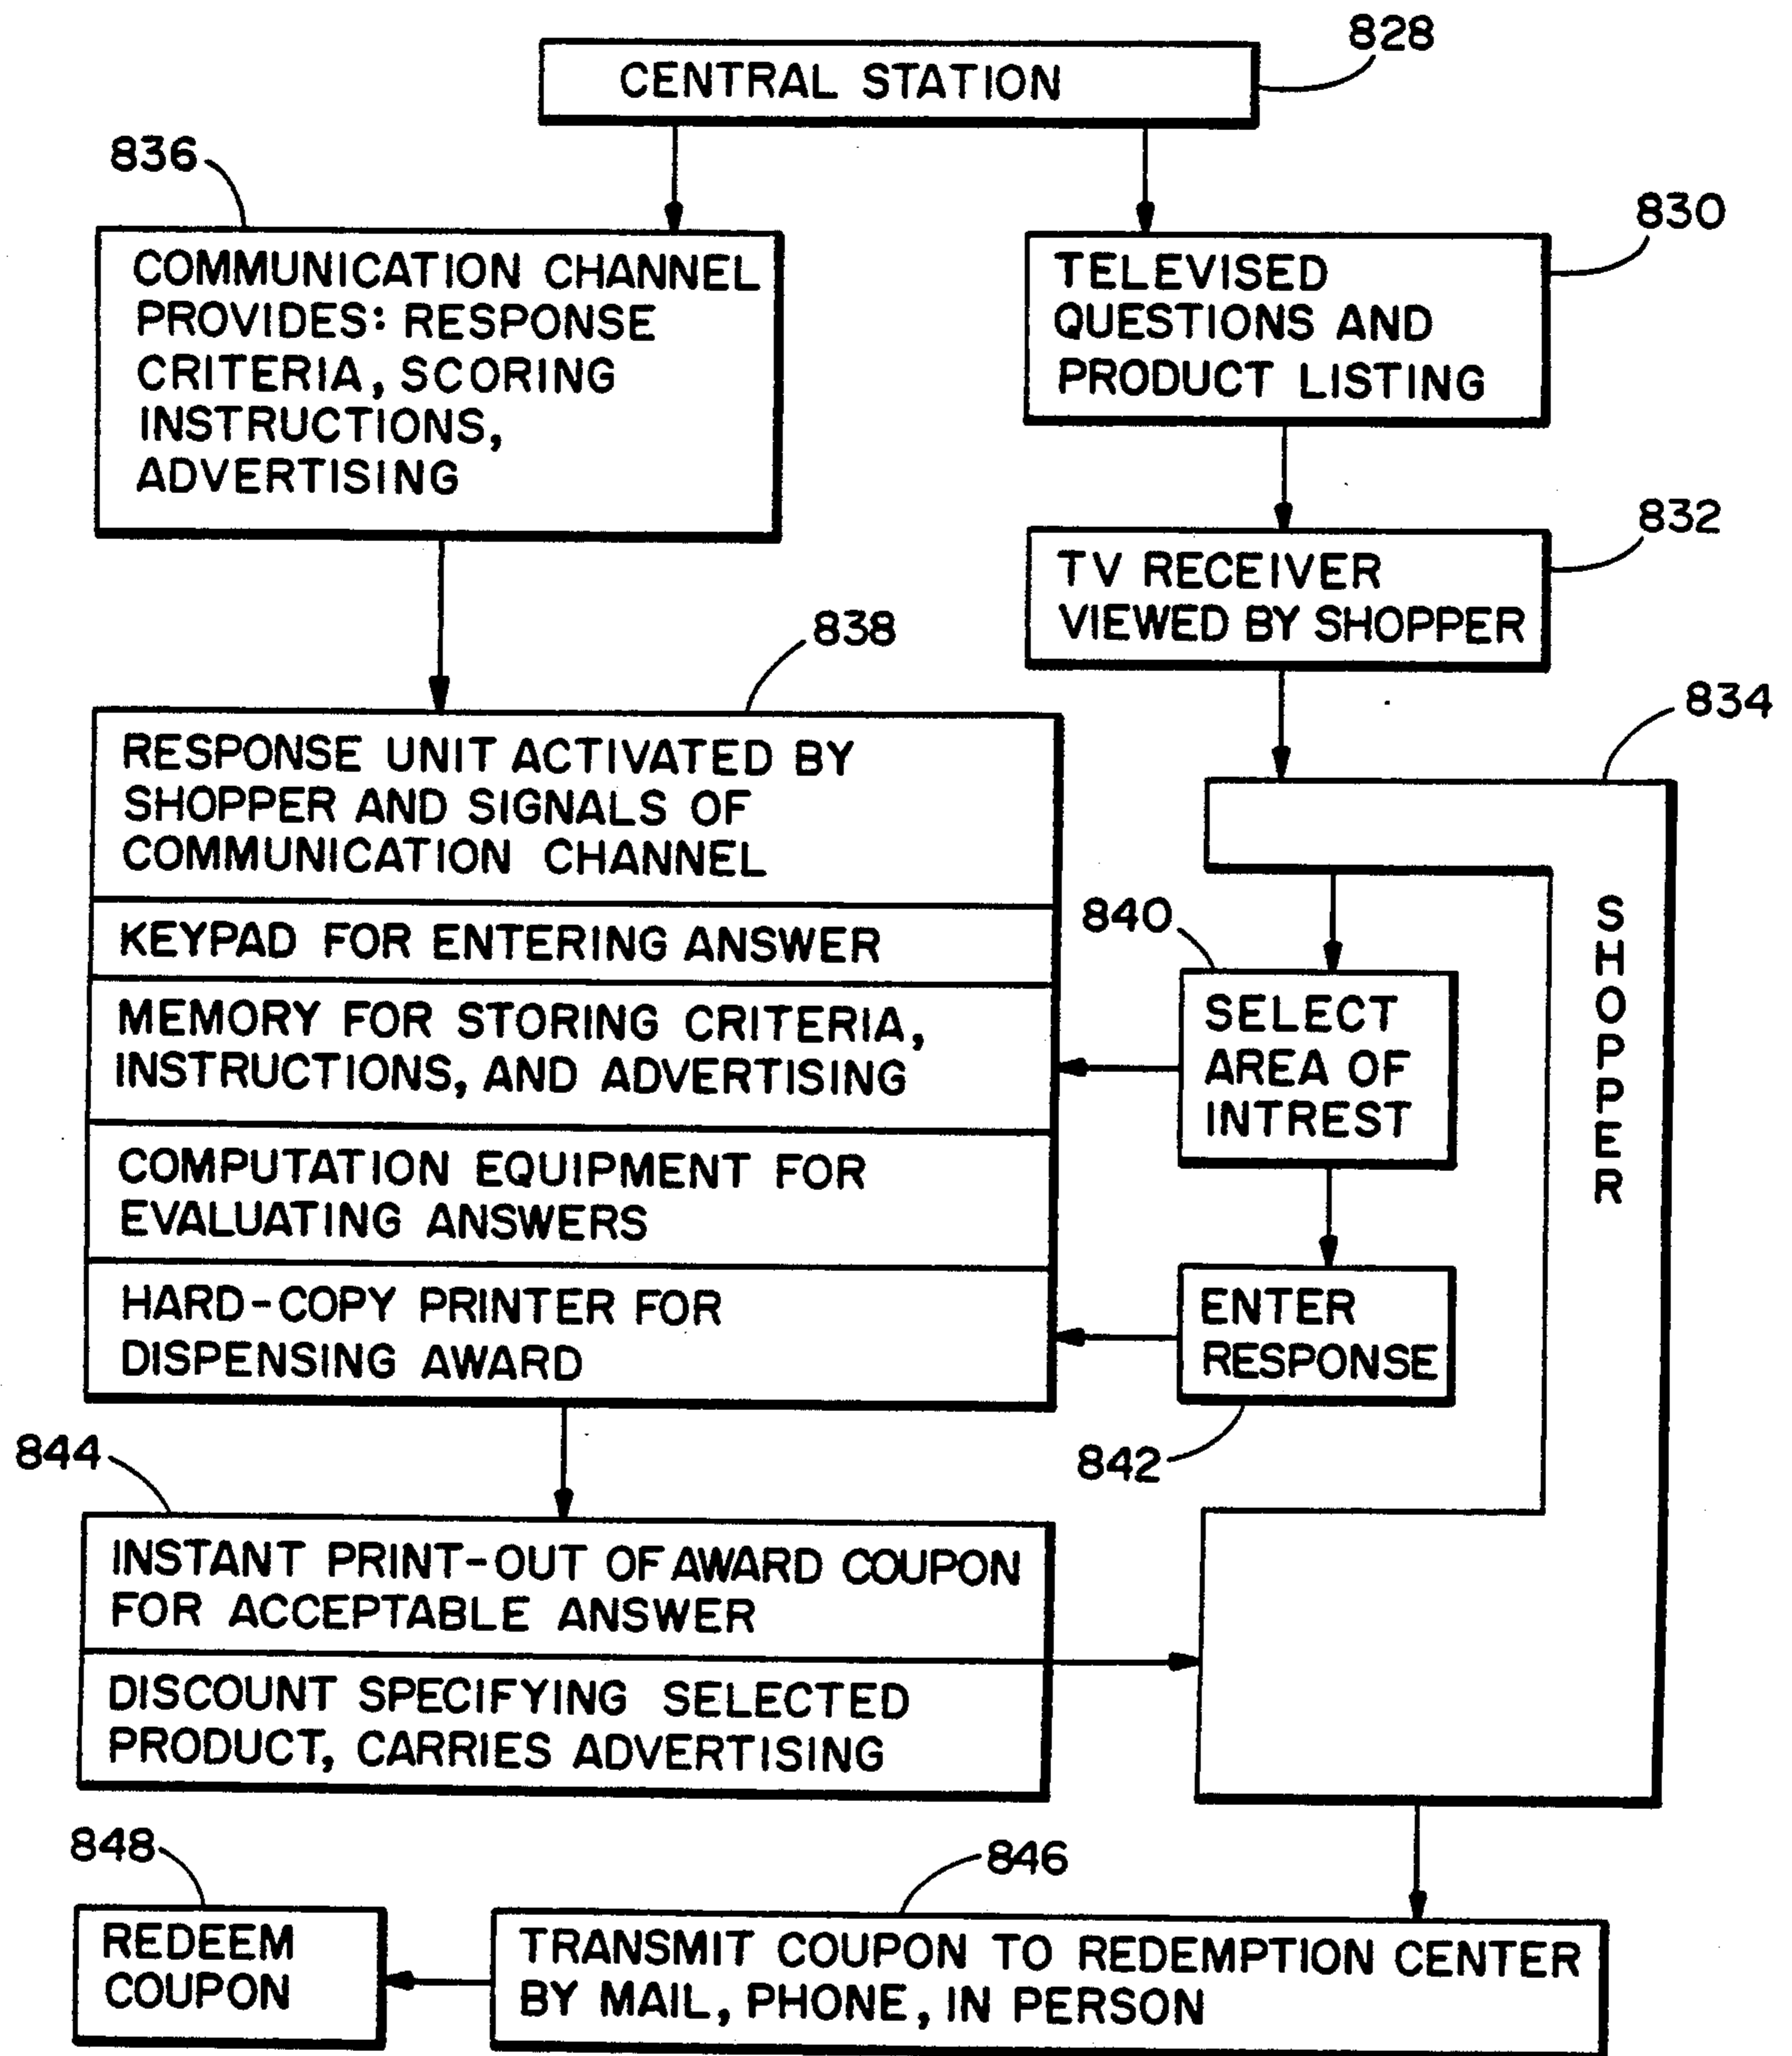 828
CENTRAL STATION
836
COMMUNICATION CHANNEL
PROVIDES: RESPONSE
CRITERIA, SCORING
INSTRUCTIONS,
ADVERTISING
830
TELEVISED
QUESTIONS AND
PRODUCT LISTING
832
TV RECEIVER
VIEWED BY SHOPPER
838
RESPONSE UNIT ACTIVATED BY
SHOPPER AND SIGNALS OF
COMMUNICATION CHANNEL
KEYPAD FOR ENTERING ANSWER
MEMORY FOR STORING CRITERIA,
INSTRUCTIONS, AND ADVERTISING
COMPUTATION EQUIPMENT FOR
EVALUATING ANSWERS
HARD-COPY PRINTER FOR
DISPENSING AWARD
834
SHOPPER
840
SELECT
AREA OF
INTREST
ENTER
RESPONSE
842
844
INSTANT PRINT-OUT OF AWARD COUPON
FOR ACCEPTABLE ANSWER
DISCOUNT SPECIFYING SELECTED
PRODUCT, CARRIES ADVERTISING
846
TRANSMIT COUPON TO REDEMPTION CENTER
BY MAIL, PHONE, IN PERSON
848
REDEEM
COUPON